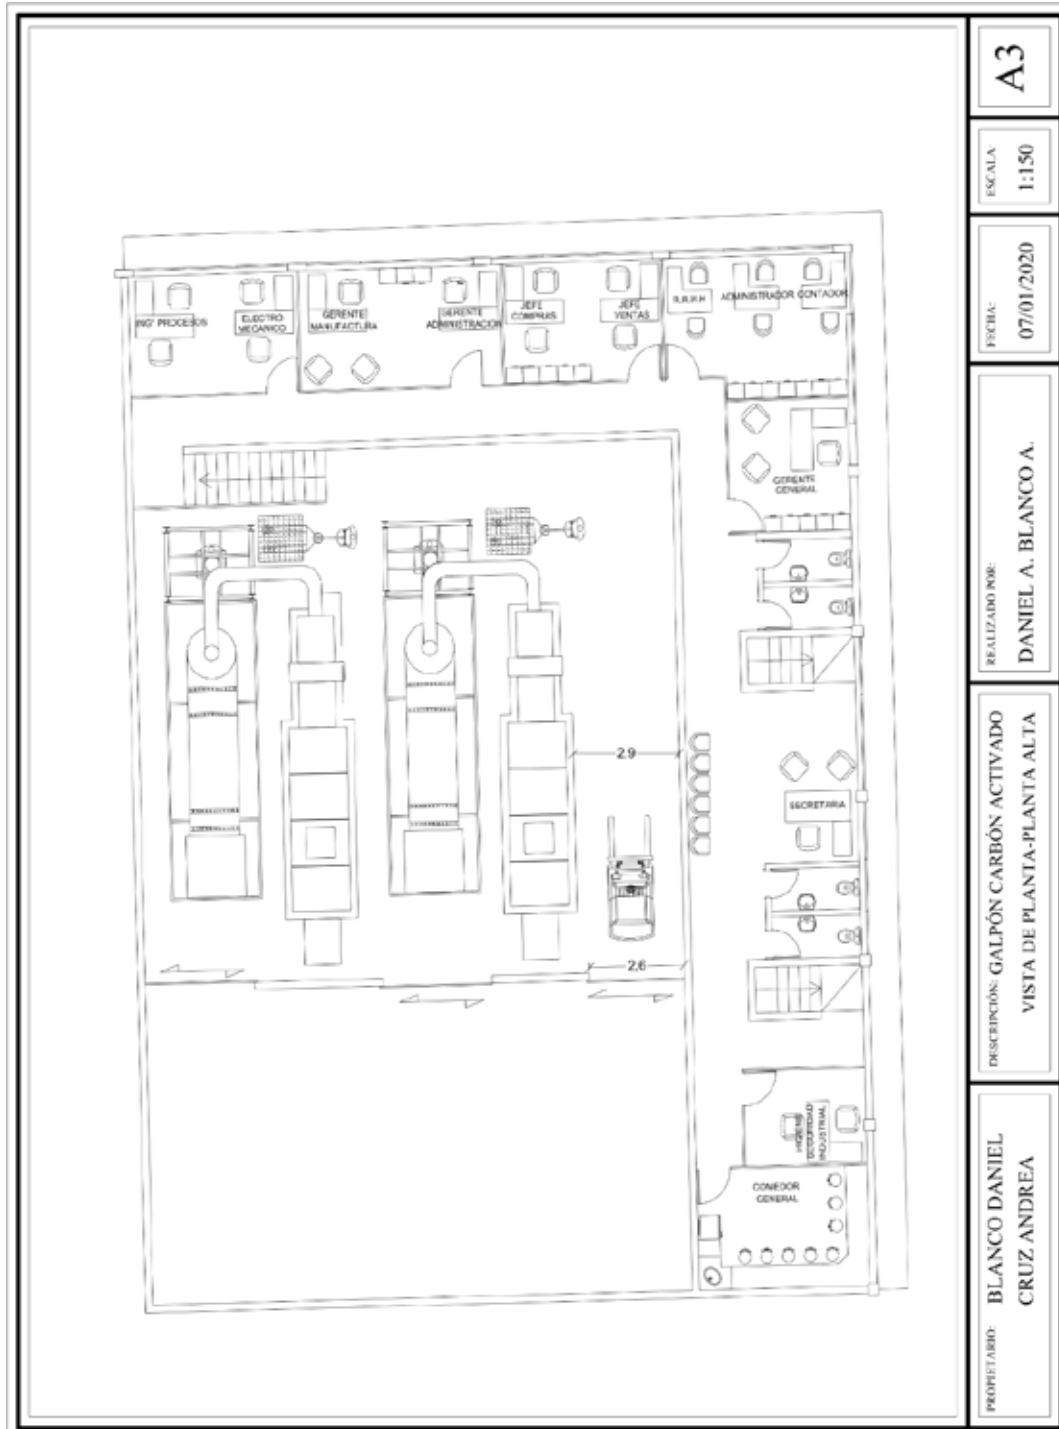 ING' PROCESOS
ELECTRO
MECANICO
GERENTE
MANUFACTURA
GERENTE
ADMINISTRACION
JEFE
COMPRAS
JEFE
VENTAS
R.R.H.H
ADMINISTRADOR
CONTADOR
GERENTE
GENERAL
2.9
SECRETARIA
2,6
HIGIENE
SEGURIDAD
INDUSTRIAL
COMEDOR
GENERAL
PROPIETARIO: BLANCO DANIEL
CRUZ ANDREA
DESCRIPCIÓN: GALPÓN CARBÓN ACTIVADO
VISTA DE PLANTA-PLANTA ALTA
REALIZADO POR:
DANIEL A. BLANCO A.
FECHA:
07/01/2020
ESCALA:
1:150
A3